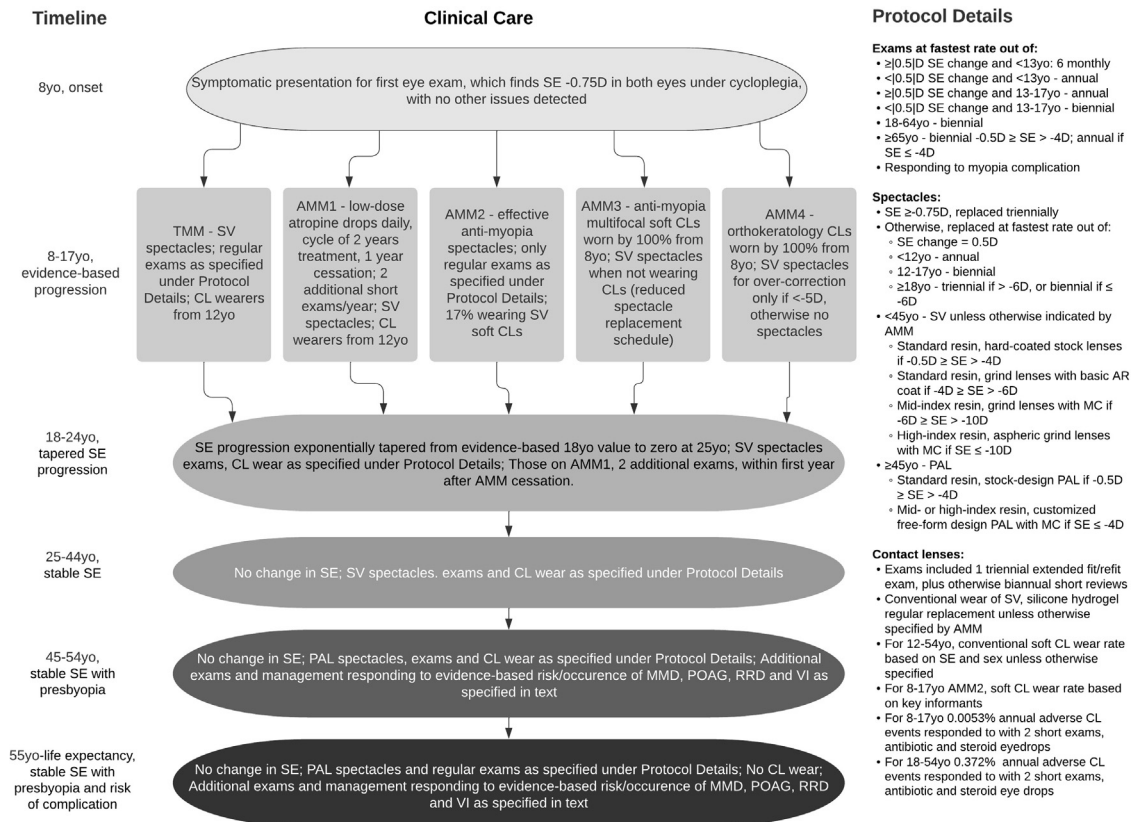 Timeline
Clinical Care
Protocol Details
8yo, onset
Symptomatic presentation for first eye exam, which finds SE -0.75D in both eyes under cycloplegia,
with no other issues detected
8-17yo,
evidence-based
progression
TMM - SV
spectacles; regular
exams as specified
under Protocol
Details; CL wearers
from 12yo
AMM1 - low-dose
atropine drops daily,
cycle of 2 years
treatment, 1 year
cessation; 2
additional short
exams/year; SV
spectacles; CL
wearers from 12yo
AMM2 - effective
anti-myopia
spectacles; only
regular exams as
specified under
Protocol Details;
17% wearing SV
soft CLs
AMM3 - anti-myopia
multifocal soft CLs
worn by 100% from
8yo; SV spectacles
when not wearing
CLs (reduced
spectacle
replacement
schedule)
AMM4 -
orthokeratology CLs
worn by 100% from
8yo; SV spectacles
for over-correction
only if <-5D,
otherwise no
spectacles
18-24yo,
tapered SE
progression
SE progression exponentially tapered from evidence-based 18yo value to zero at 25yo; SV spectacles
exams, CL wear as specified under Protocol Details; Those on AMM1, 2 additional exams, within first year
after AMM cessation.
25-44yo,
stable SE
No change in SE; SV spectacles. exams and CL wear as specified under Protocol Details
45-54yo,
stable SE with
presbyopia
No change in SE; PAL spectacles, exams and CL wear as specified under Protocol Details; Additional
exams and management responding to evidence-based risk/occurence of MMD, POAG, RRD and VI as
specified in text
55yo-life expectancy,
stable SE with
presbyopia and risk
of complication
No change in SE; PAL spectacles and regular exams as specified under Protocol Details; No CL wear;
Additional exams and management responding to evidence-based risk/occurence of MMD, POAG, RRD
and VI as specified in text
Exams at fastest rate out of:
• ≥|0.5|D SE change and <13yo: 6 monthly
• <|0.5|D SE change and <13yo - annual
• ≥|0.5|D SE change and 13-17yo - annual
• <|0.5|D SE change and 13-17yo - biennial
• 18-64yo - biennial
• ≥65yo - biennial -0.5D ≥ SE > -4D; annual if
SE ≤ -4D
• Responding to myopia complication
Spectacles:
• SE ≥-0.75D, replaced triennially
• Otherwise, replaced at fastest rate out of:
◦ SE change = 0.5D
◦ <12yo - annual
◦ 12-17yo - biennial
◦ ≥18yo - triennial if > -6D, or biennial if ≤
-6D
• <45yo - SV unless otherwise indicated by
AMM
◦ Standard resin, hard-coated stock lenses
if -0.5D ≥ SE > -4D
◦ Standard resin, grind lenses with basic AR
coat if -4D ≥ SE > -6D
◦ Mid-index resin, grind lenses with MC if
-6D ≥ SE > -10D
◦ High-index resin, aspheric grind lenses
with MC if SE ≤ -10D
• ≥45yo - PAL
◦ Standard resin, stock-design PAL if -0.5D
≥ SE > -4D
◦ Mid- or high-index resin, customized
free-form design PAL with MC if SE ≤ -4D
Contact lenses:
• Exams included 1 triennial extended fit/refit
exam, plus otherwise biannual short reviews
• Conventional wear of SV, silicone hydrogel
regular replacement unless otherwise
specified by AMM
• For 12-54yo, conventional soft CL wear rate
based on SE and sex unless otherwise
specified
• For 8-17yo AMM2, soft CL wear rate based
on key informants
• For 8-17yo 0.0053% annual adverse CL
events responded to with 2 short exams,
antibiotic and steroid eyedrops
• For 18-54yo 0.372% annual adverse CL
events responded to with 2 short exams,
antibiotic and steroid eye drops